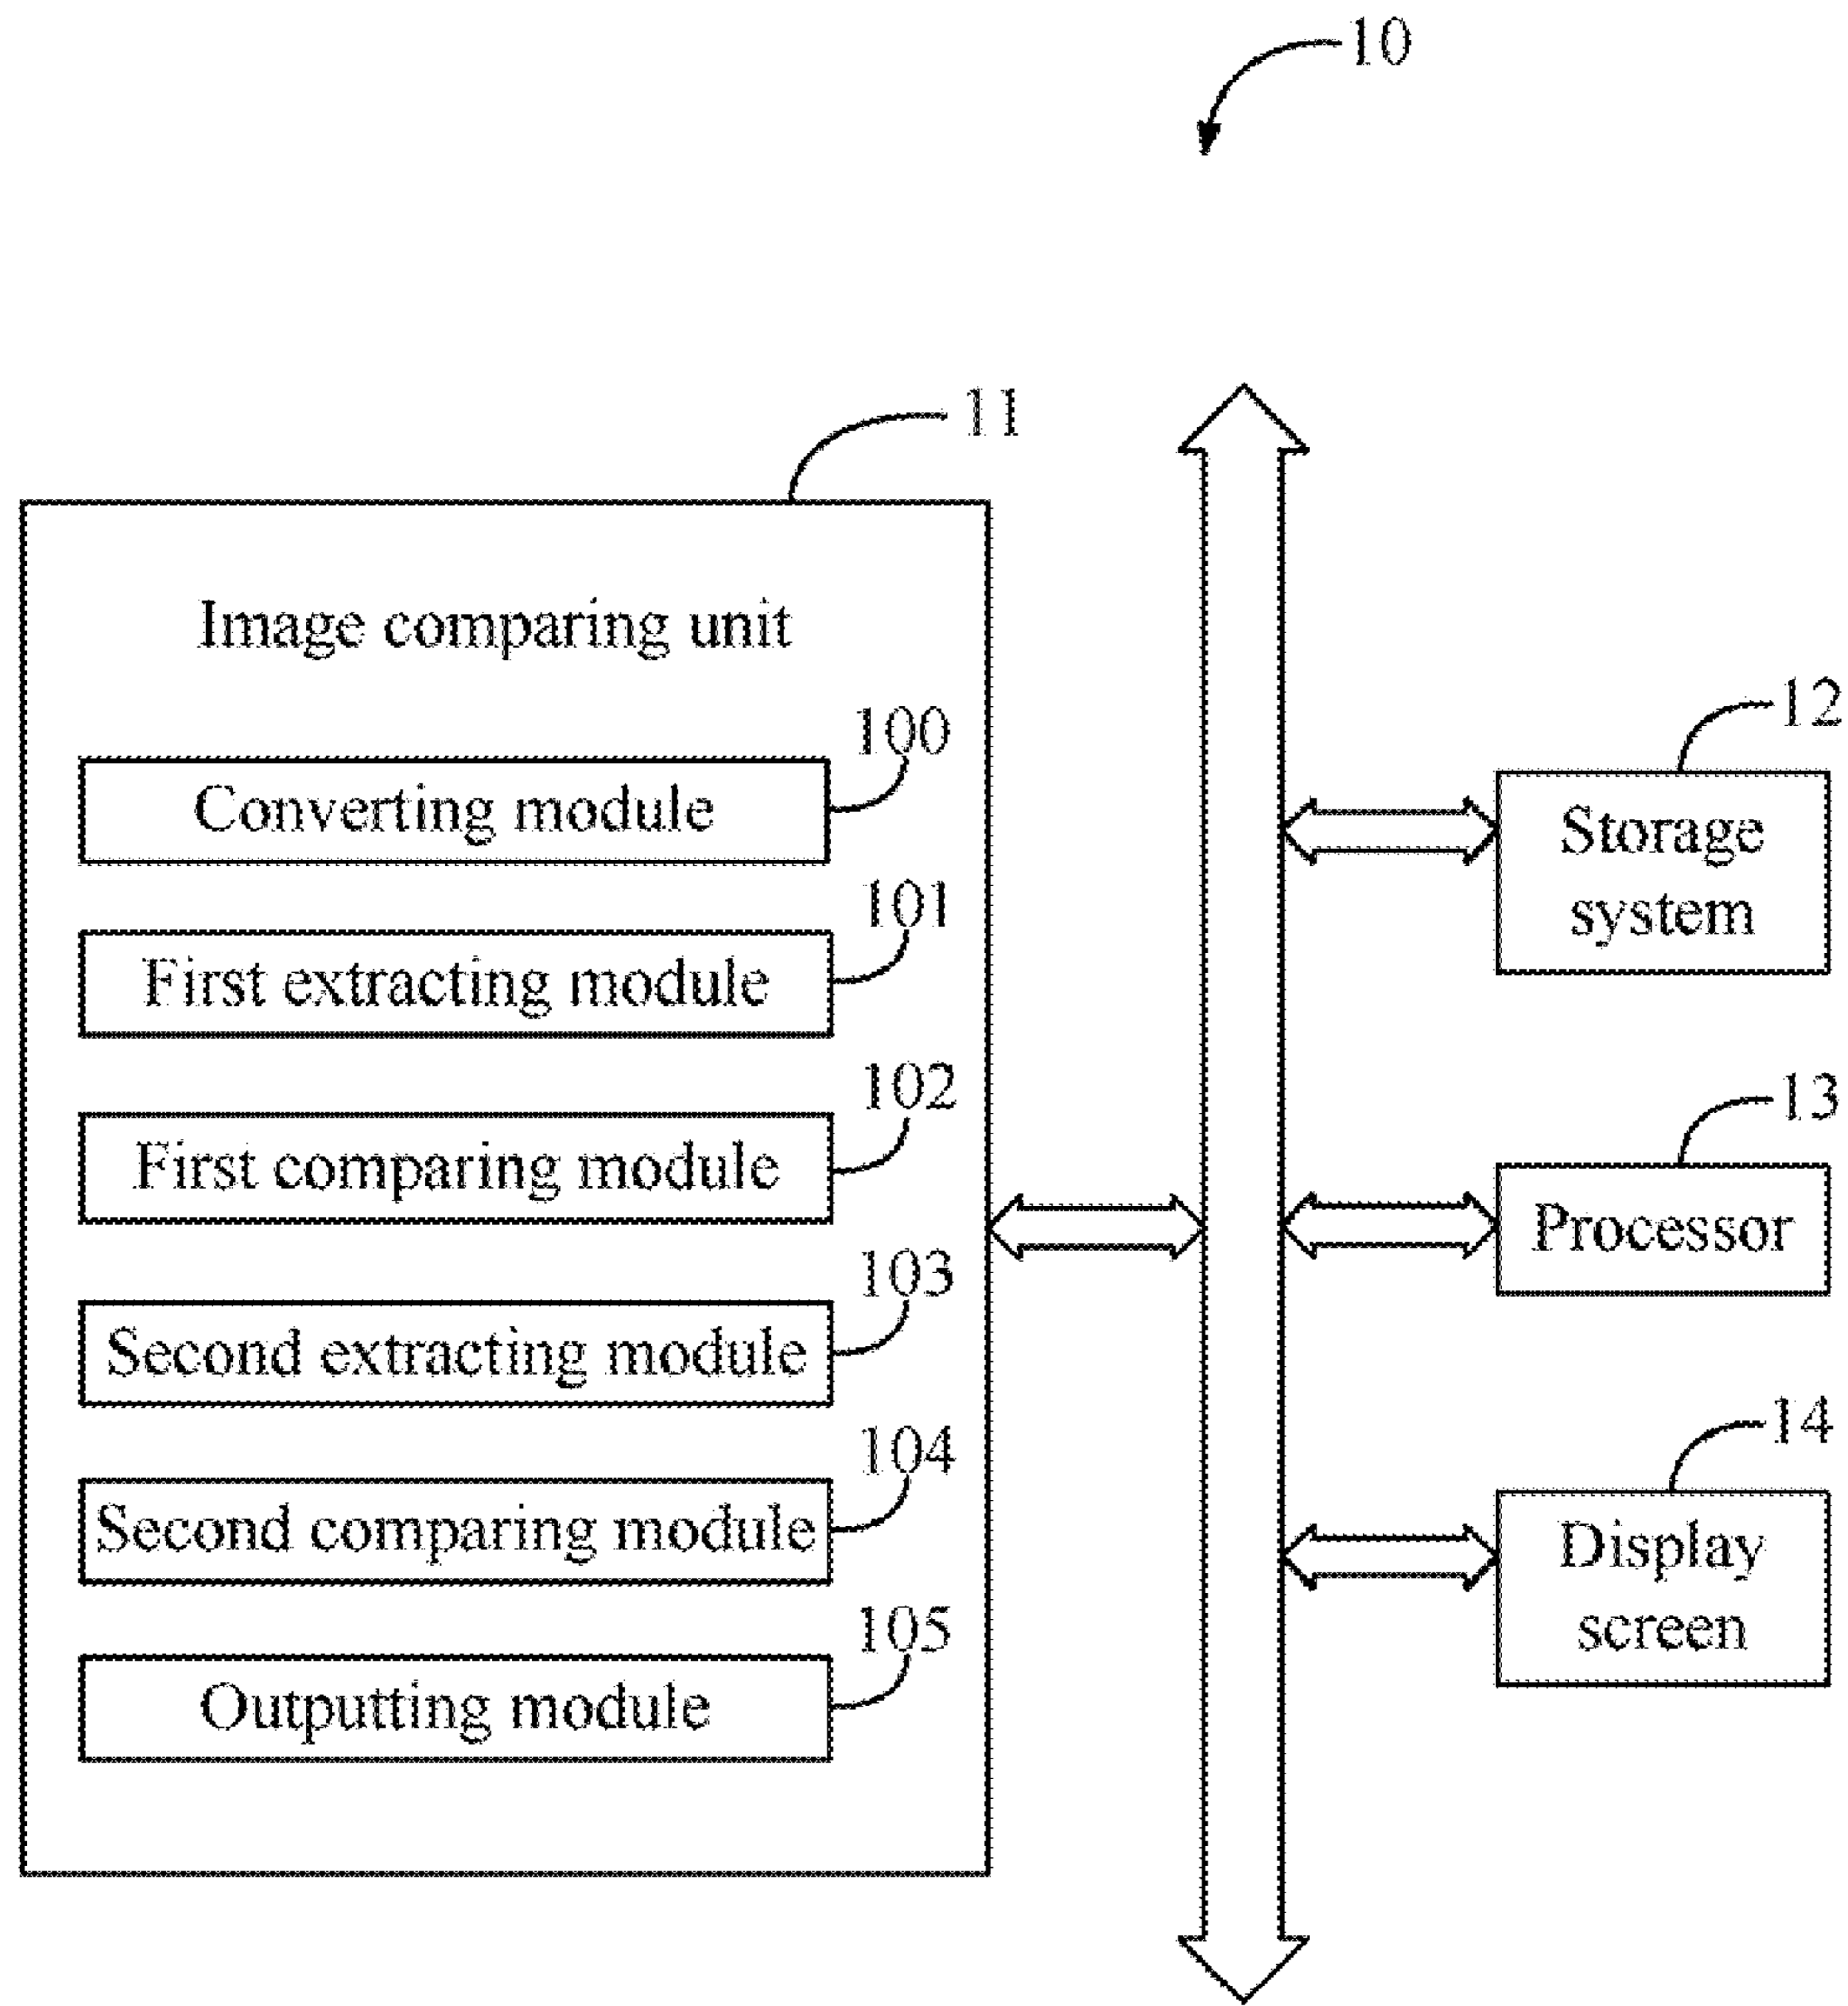 10
11
Image comparing unit
100
Converting module
101
First extracting module
102
First comparing module
103
Second extracting module
104
Second comparing module
105
Outputting module
12
Storage
system
13
Processor
14
Display
screen